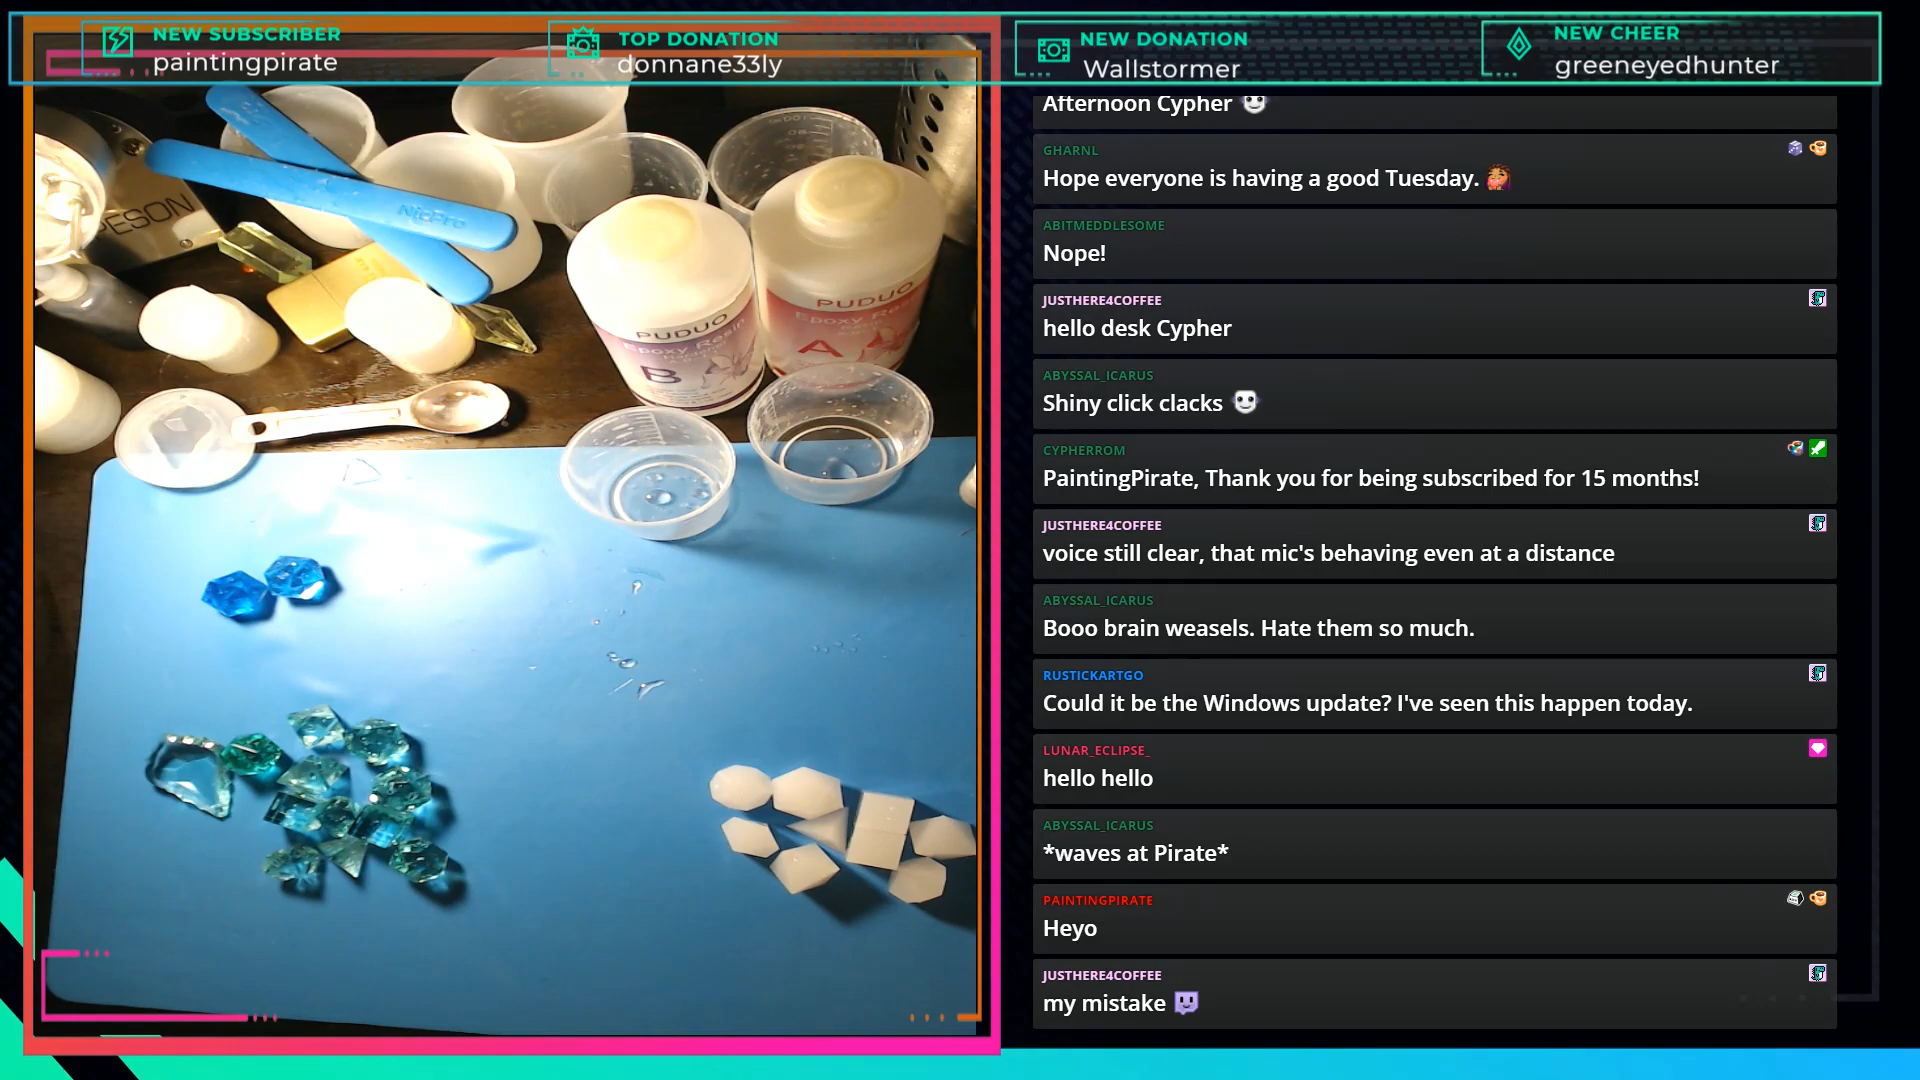 NEW SUBSCRIBER
paintingpirate
TOP DONATION
donnane33ly
NEW DONATION
Wallstormer
NEW CHEER
greeneyedhunter
PESON
NicPro
PUDUO
Epoxy Resin
B
PUDUO
Epoxy Resin
A
Afternoon Cypher
GHARNL
Hope everyone is having a good Tuesday.
ABITMEDDLESOME
Nope!
JUSTHERE4COFFEE
hello desk Cypher
ABYSSAL_ICARUS
Shiny click clacks
CYPHERROM
PaintingPirate, Thank you for being subscribed for 15 months!
JUSTHERE4COFFEE
voice still clear, that mic's behaving even at a distance
ABYSSAL_ICARUS
Booo brain weasels. Hate them so much.
RUSTICKARTGO
Could it be the Windows update? I've seen this happen today.
LUNAR_ECLIPSE_
hello hello
ABYSSAL_ICARUS
*waves at Pirate*
PAINTINGPIRATE
Heyo
JUSTHERE4COFFEE
my mistake